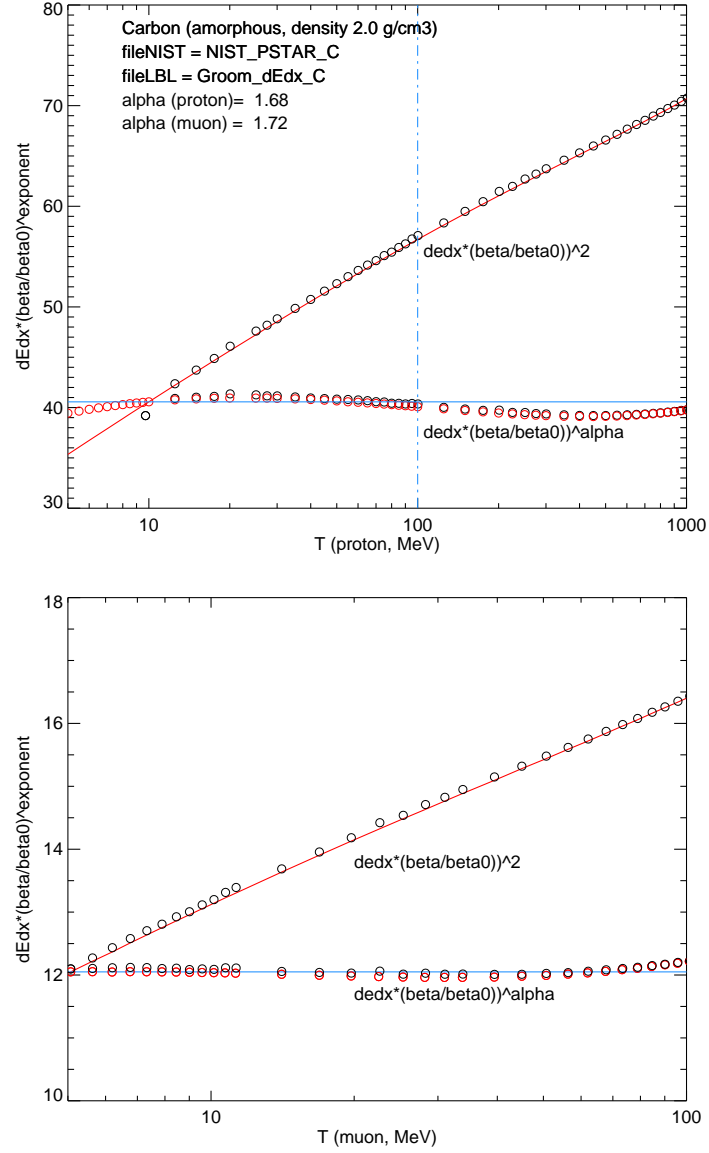 Carbon (amorphous, density 2.0 g/cm3)
fileNIST = NIST_PSTAR_C
fileLBL = Groom_dEdx_C
alpha (proton)= 1.68
alpha (muon) = 1.72
80
70
60
50
40
30
dEdx*(beta/beta0)^exponent
dedx*(beta/beta0))^2
dedx*(beta/beta0))^alpha
10
100
1000
T (proton, MeV)
18
16
14
12
10
dEdx*(beta/beta0)^exponent
dedx*(beta/beta0))^2
dedx*(beta/beta0))^alpha
10
100
T (muon, MeV)